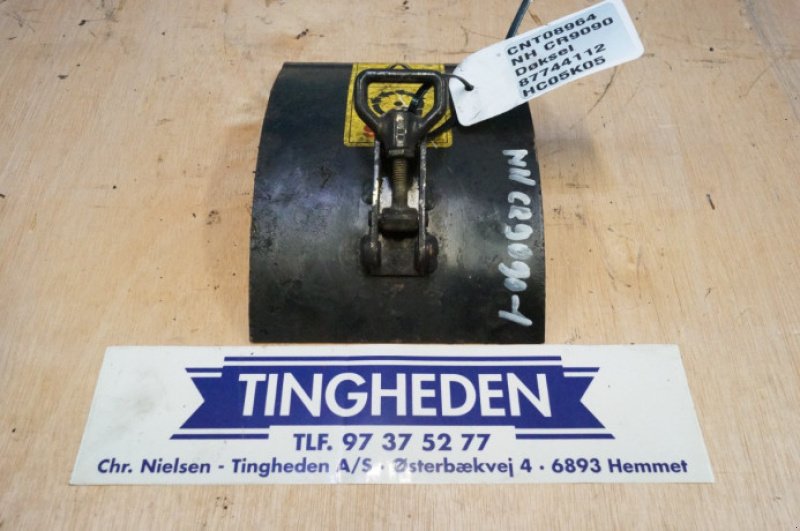 CNT08964
NH CR9090
Døksel
87744112
HC05K05
NH CR9090-1
TINGHEDEN
TLF. 97 37 52 77
Chr. Nielsen - Tingheden A/S · Østerbækvej 4 · 6893 Hemmet